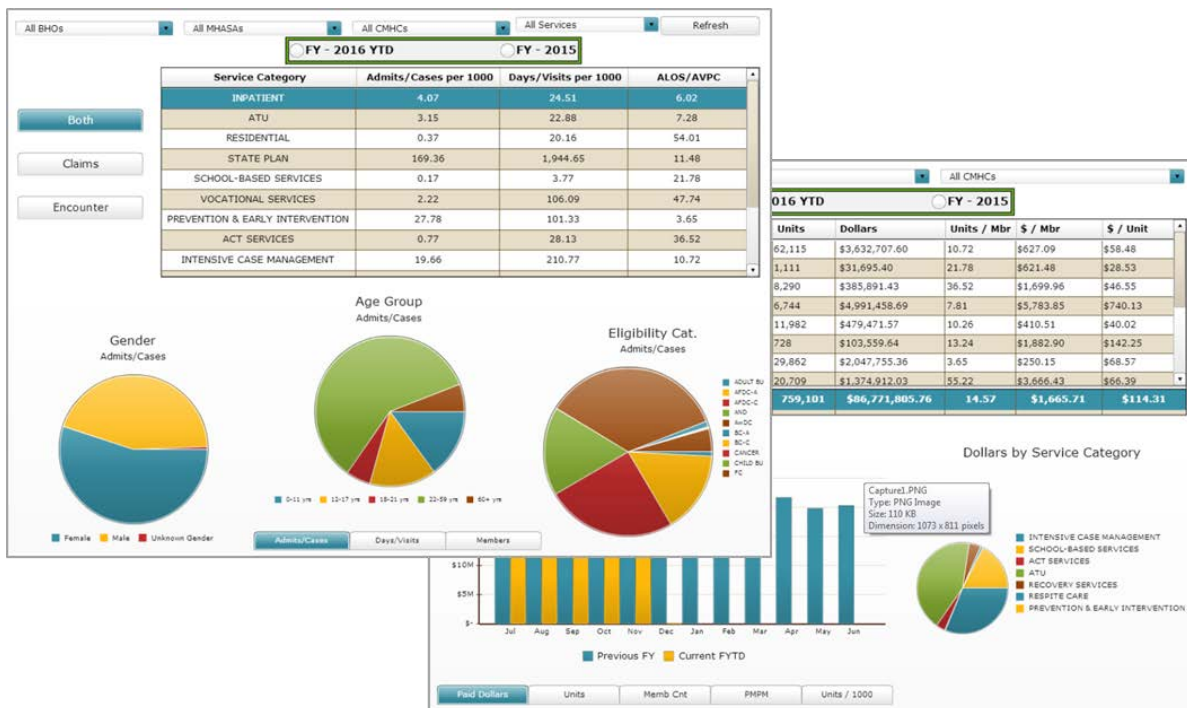 All BHOs All MHASAs All CMHCs All Services Refresh
FY - 2016 YTD FY - 2015
Service Category Admits/Cases per 1000 Days/Visits per 1000 ALOS/AVPC
INPATIENT 4.07 24.51 6.02
ATU 3.15 22.88 7.28
RESIDENTIAL 0.37 20.16 54.01
STATE PLAN 169.36 1,944.65 11.48
SCHOOL-BASED SERVICES 0.17 3.77 21.78
VOCATIONAL SERVICES 2.22 106.09 47.74
PREVENTION & EARLY INTERVENTION 27.78 101.33 3.65
ACT SERVICES 0.77 28.13 36.52
INTENSIVE CASE MANAGEMENT 19.66 210.77 10.72
Both
Claims
Encounter
Gender
Admits/Cases
Female Male Unknown Gender
Age Group
Admits/Cases
0-11 yrs 12-17 yrs 18-21 yrs 22-59 yrs 60+ yrs
Eligibility Cat.
Admits/Cases
ADULT BU
AFDC-A
AFDC-C
AND
AwDC
BC-A
BC-C
CANCER
CHILD BU
FC
Admits/Cases Days/Visits Members
All CMHCs
016 YTD FY - 2015
Units Dollars Units / Mbr $ / Mbr $ / Unit
62,115 $3,632,707.60 10.72 $627.09 $58.48
1,111 $31,695.40 21.78 $621.48 $28.53
8,290 $385,891.43 36.52 $1,699.96 $46.55
6,744 $4,991,458.69 7.81 $5,783.85 $740.13
11,982 $479,471.57 10.26 $410.51 $40.02
728 $103,559.64 13.24 $1,882.90 $142.25
29,862 $2,047,755.36 3.65 $250.15 $68.57
20,709 $1,374,912.03 55.22 $3,666.43 $66.39
759,101 $86,771,805.76 14.57 $1,665.71 $114.31
Capture1.PNG
Type: PNG Image
Size: 110 KB
Dimension: 1073 x 811 pixels
$10M
$5M
$-
Jul Aug Sep Oct Nov Dec Jan Feb Mar Apr May Jun
Previous FY Current FYTD
Dollars by Service Category
INTENSIVE CASE MANAGEMENT
SCHOOL-BASED SERVICES
ACT SERVICES
ATU
RECOVERY SERVICES
RESPITE CARE
PREVENTION & EARLY INTERVENTION
Paid Dollars Units Memb Cnt PMPM Units / 1000